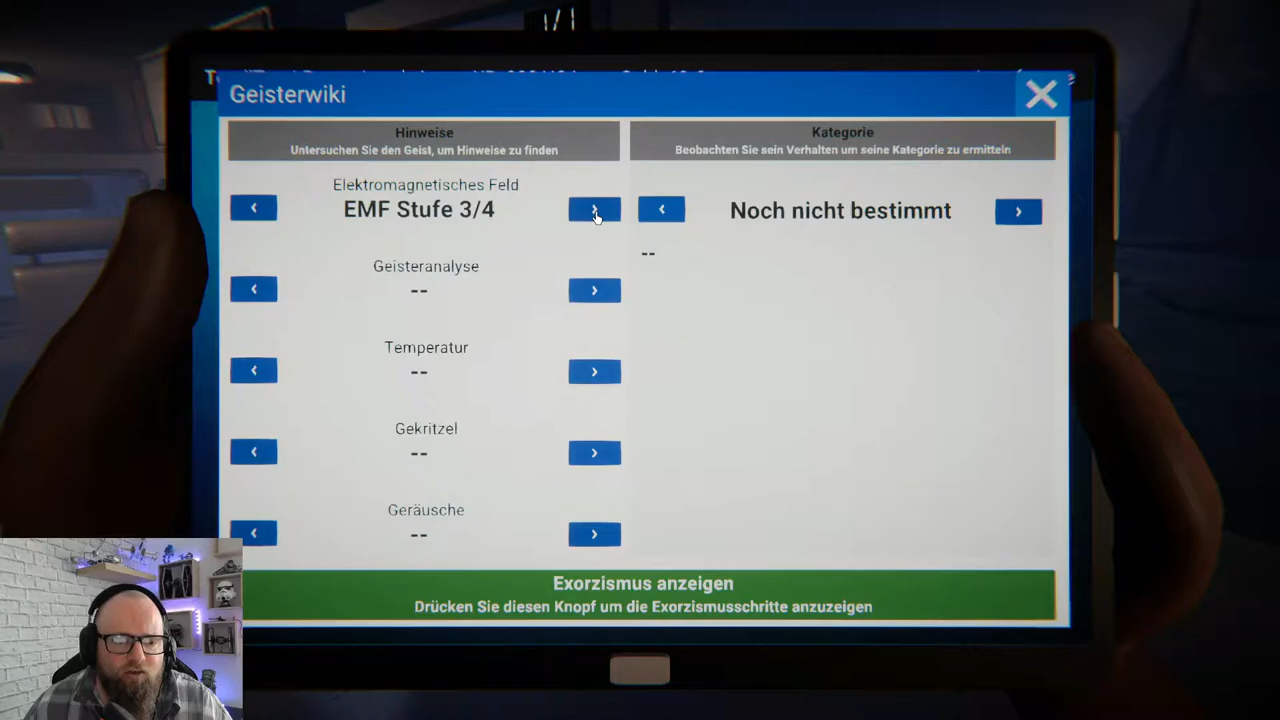 Geisterwiki
Hinweise
Untersuchen Sie den Geist, um Hinweise zu finden
Kategorie
Beobachten Sie sein Verhalten um seine Kategorie zu ermitteln
Elektromagnetisches Feld
EMF Stufe 3/4
Noch nicht bestimmt
--
Geisteranalyse
--
Temperatur
--
Gekritzel
--
Geräusche
--
Exorzismus anzeigen
Drücken Sie diesen Knopf um die Exorzismusschritte anzuzeigen